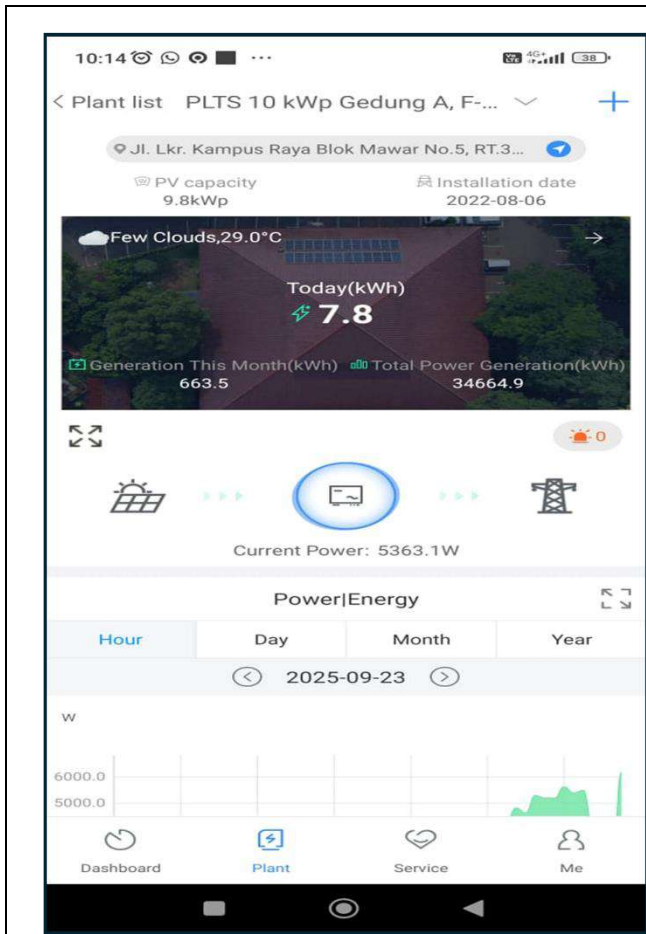 10:14 ... 4G+ 38
< Plant list PLTS 10 kWp Gedung A, F-... +
Jl. Lkr. Kampus Raya Blok Mawar No.5, RT.3...
PV capacity Installation date
9.8kWp 2022-08-06
Few Clouds,29.0°C →
Today(kWh)
7.8
Generation This Month(kWh) Total Power Generation(kWh)
663.5 34664.9
0
Current Power: 5363.1W
Power|Energy
Hour Day Month Year
< 2025-09-23 >
W
6000.0
5000.0
Dashboard Plant Service Me